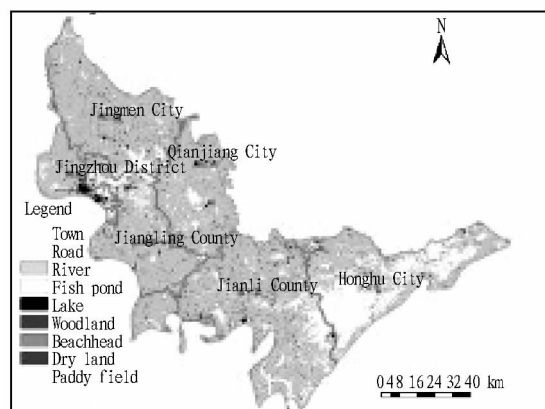 N
Jingmen City
Qianjiang City
Jingzhou District
Jiangling County
Jianli County
Honghu City
Legend
Town
Road
River
Fish pond
Lake
Woodland
Beachhead
Dry land
Paddy field
0 4 8 16 24 32 40 km